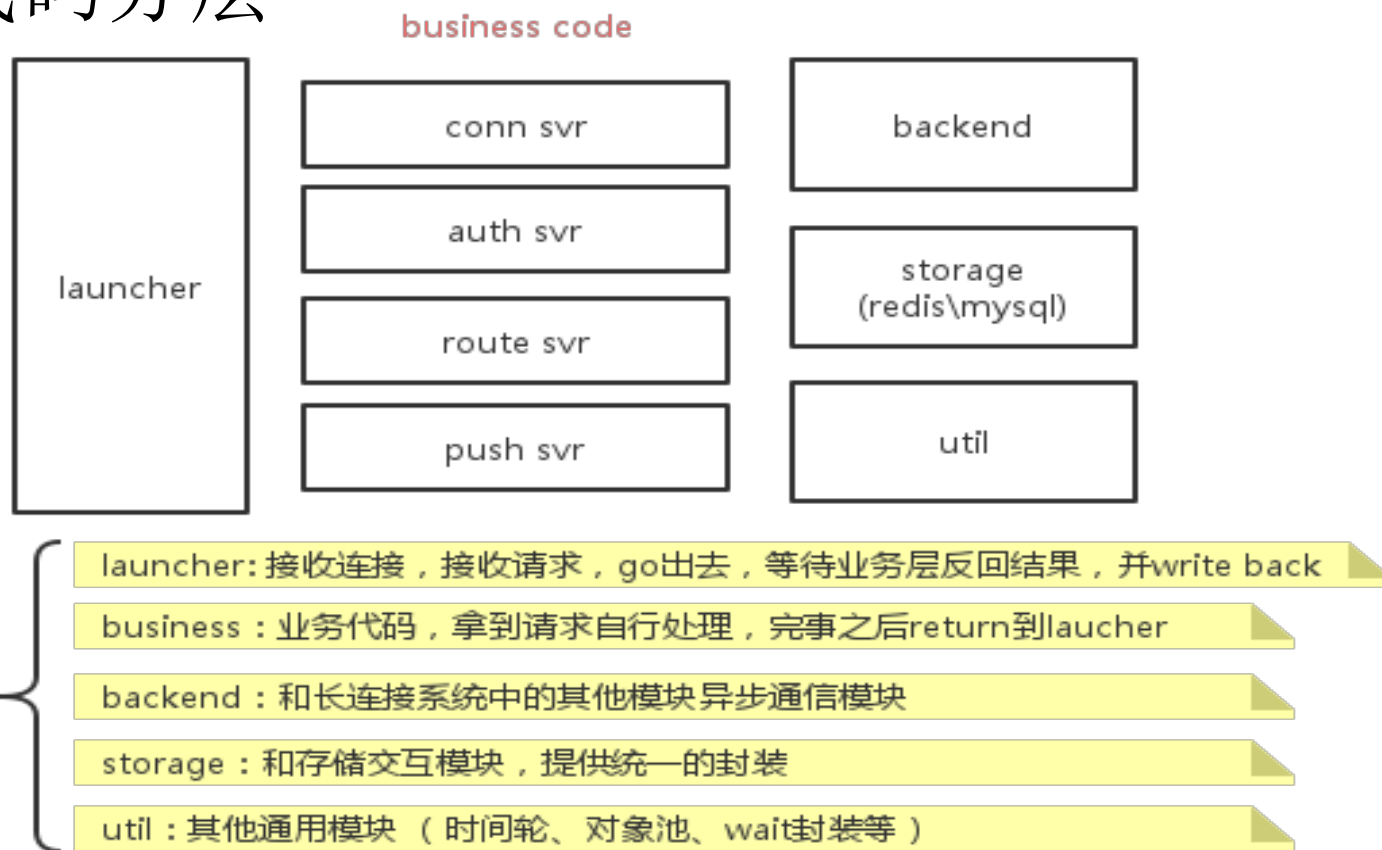 方法
business code
launcher
conn svr
auth svr
route svr
push svr
backend
storage
(redis\mysql)
util
launcher: 接收连接，接收请求，go出去，等待业务层反回结果，并write back
business：业务代码，拿到请求自行处理，完事之后return到laucher
backend：和长连接系统中的其他模块异步通信模块
storage：和存储交互模块，提供统一的封装
util：其他通用模块 （时间轮、对象池、wait封装等）